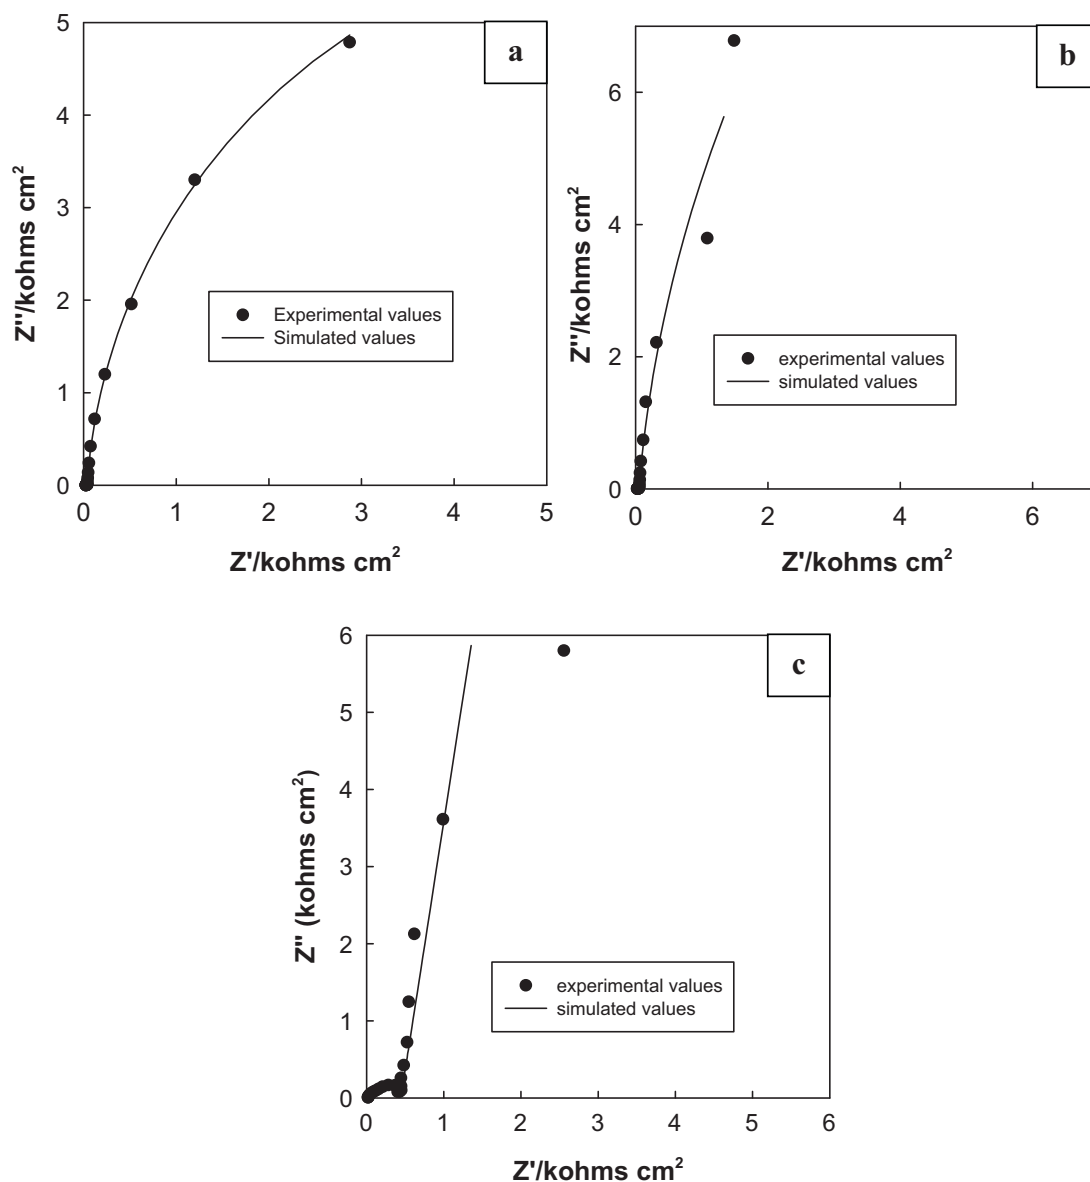 a
5
4
3
2
1
0
Z''/kohms cm²
Experimental values
Simulated values
0 1 2 3 4 5
Z'/kohms cm²
b
6
4
2
0
Z''/kohms cm²
experimental values
simulated values
0 2 4 6
Z'/kohms cm²
c
6
5
4
3
2
1
0
Z'' (kohms cm²)
experimental values
simulated values
0 1 2 3 4 5 6
Z'/kohms cm²